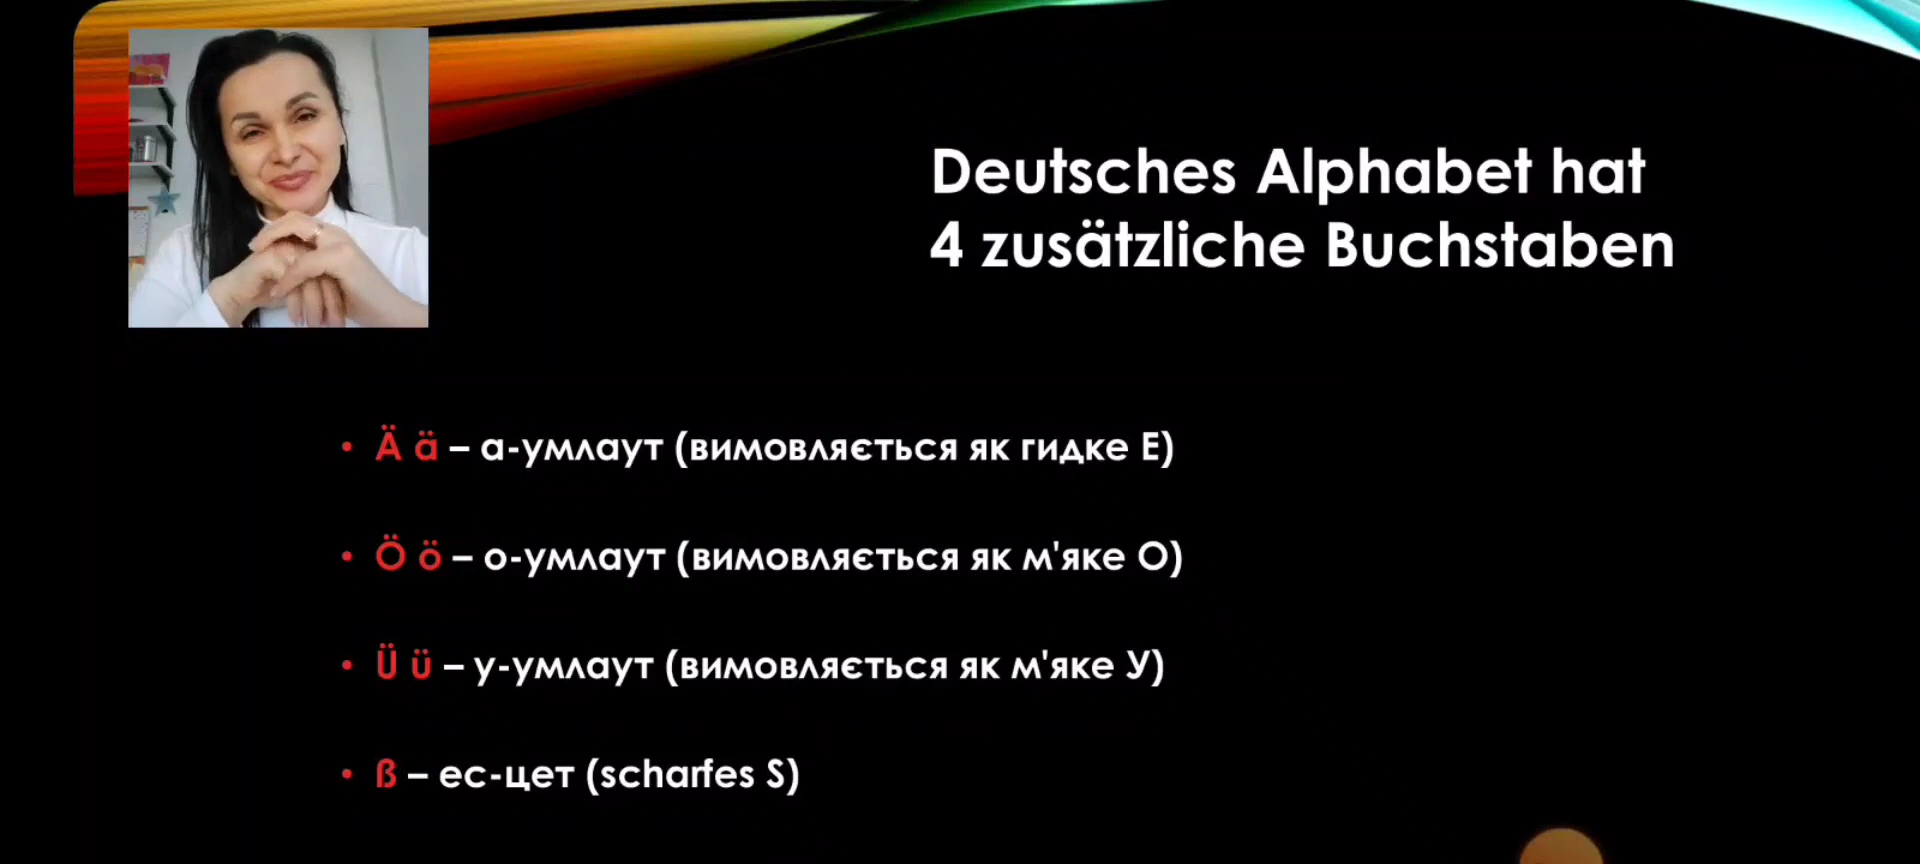 Deutsches Alphabet hat
4 zusätzliche Buchstaben
• Ä ä – а-умлаут (вимовляється як гидке Е)
• Ö ö – о-умлаут (вимовляється як м'яке О)
• Ü ü – у-умлаут (вимовляється як м'яке У)
• ß – ес-цет (scharfes S)